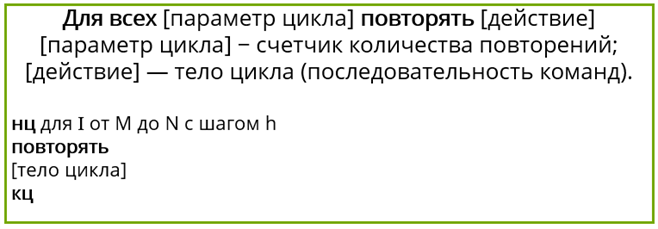 Для всех [параметр цикла] повторять [действие]
[параметр цикла] – счетчик количества повторений;
[действие] — тело цикла (последовательность команд).
нц для I от M до N с шагом h
повторять
[тело цикла]
кц